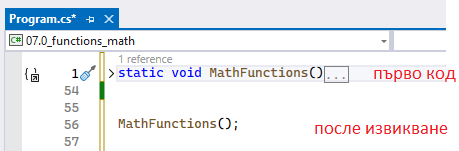 Program.cs*
C# 07.0_functions_math
1 reference
1 static void MathFunctions()... първо код
54
55
56 MathFunctions(); после извикване
57